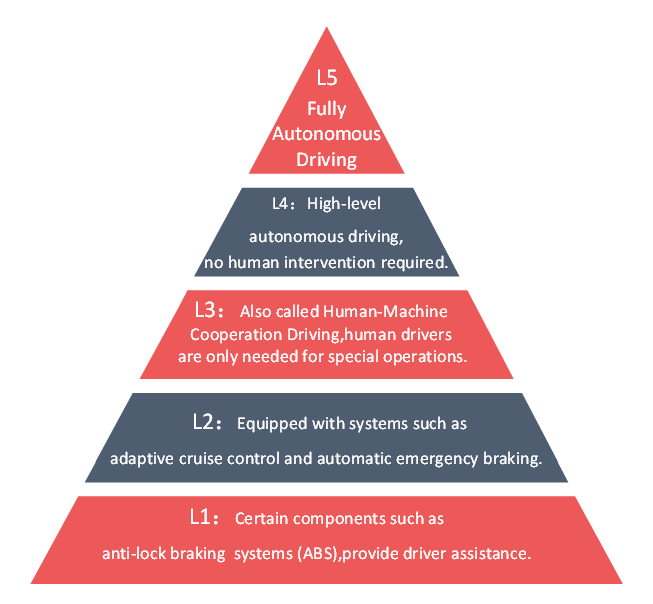 L5
Fully
Autonomous
Driving
L4：High-level
autonomous driving,
no human intervention required.
L3：Also called Human-Machine
Cooperation Driving,human drivers
are only needed for special operations.
L2：Equipped with systems such as
adaptive cruise control and automatic emergency braking.
L1：Certain components such as
anti-lock braking systems (ABS),provide driver assistance.